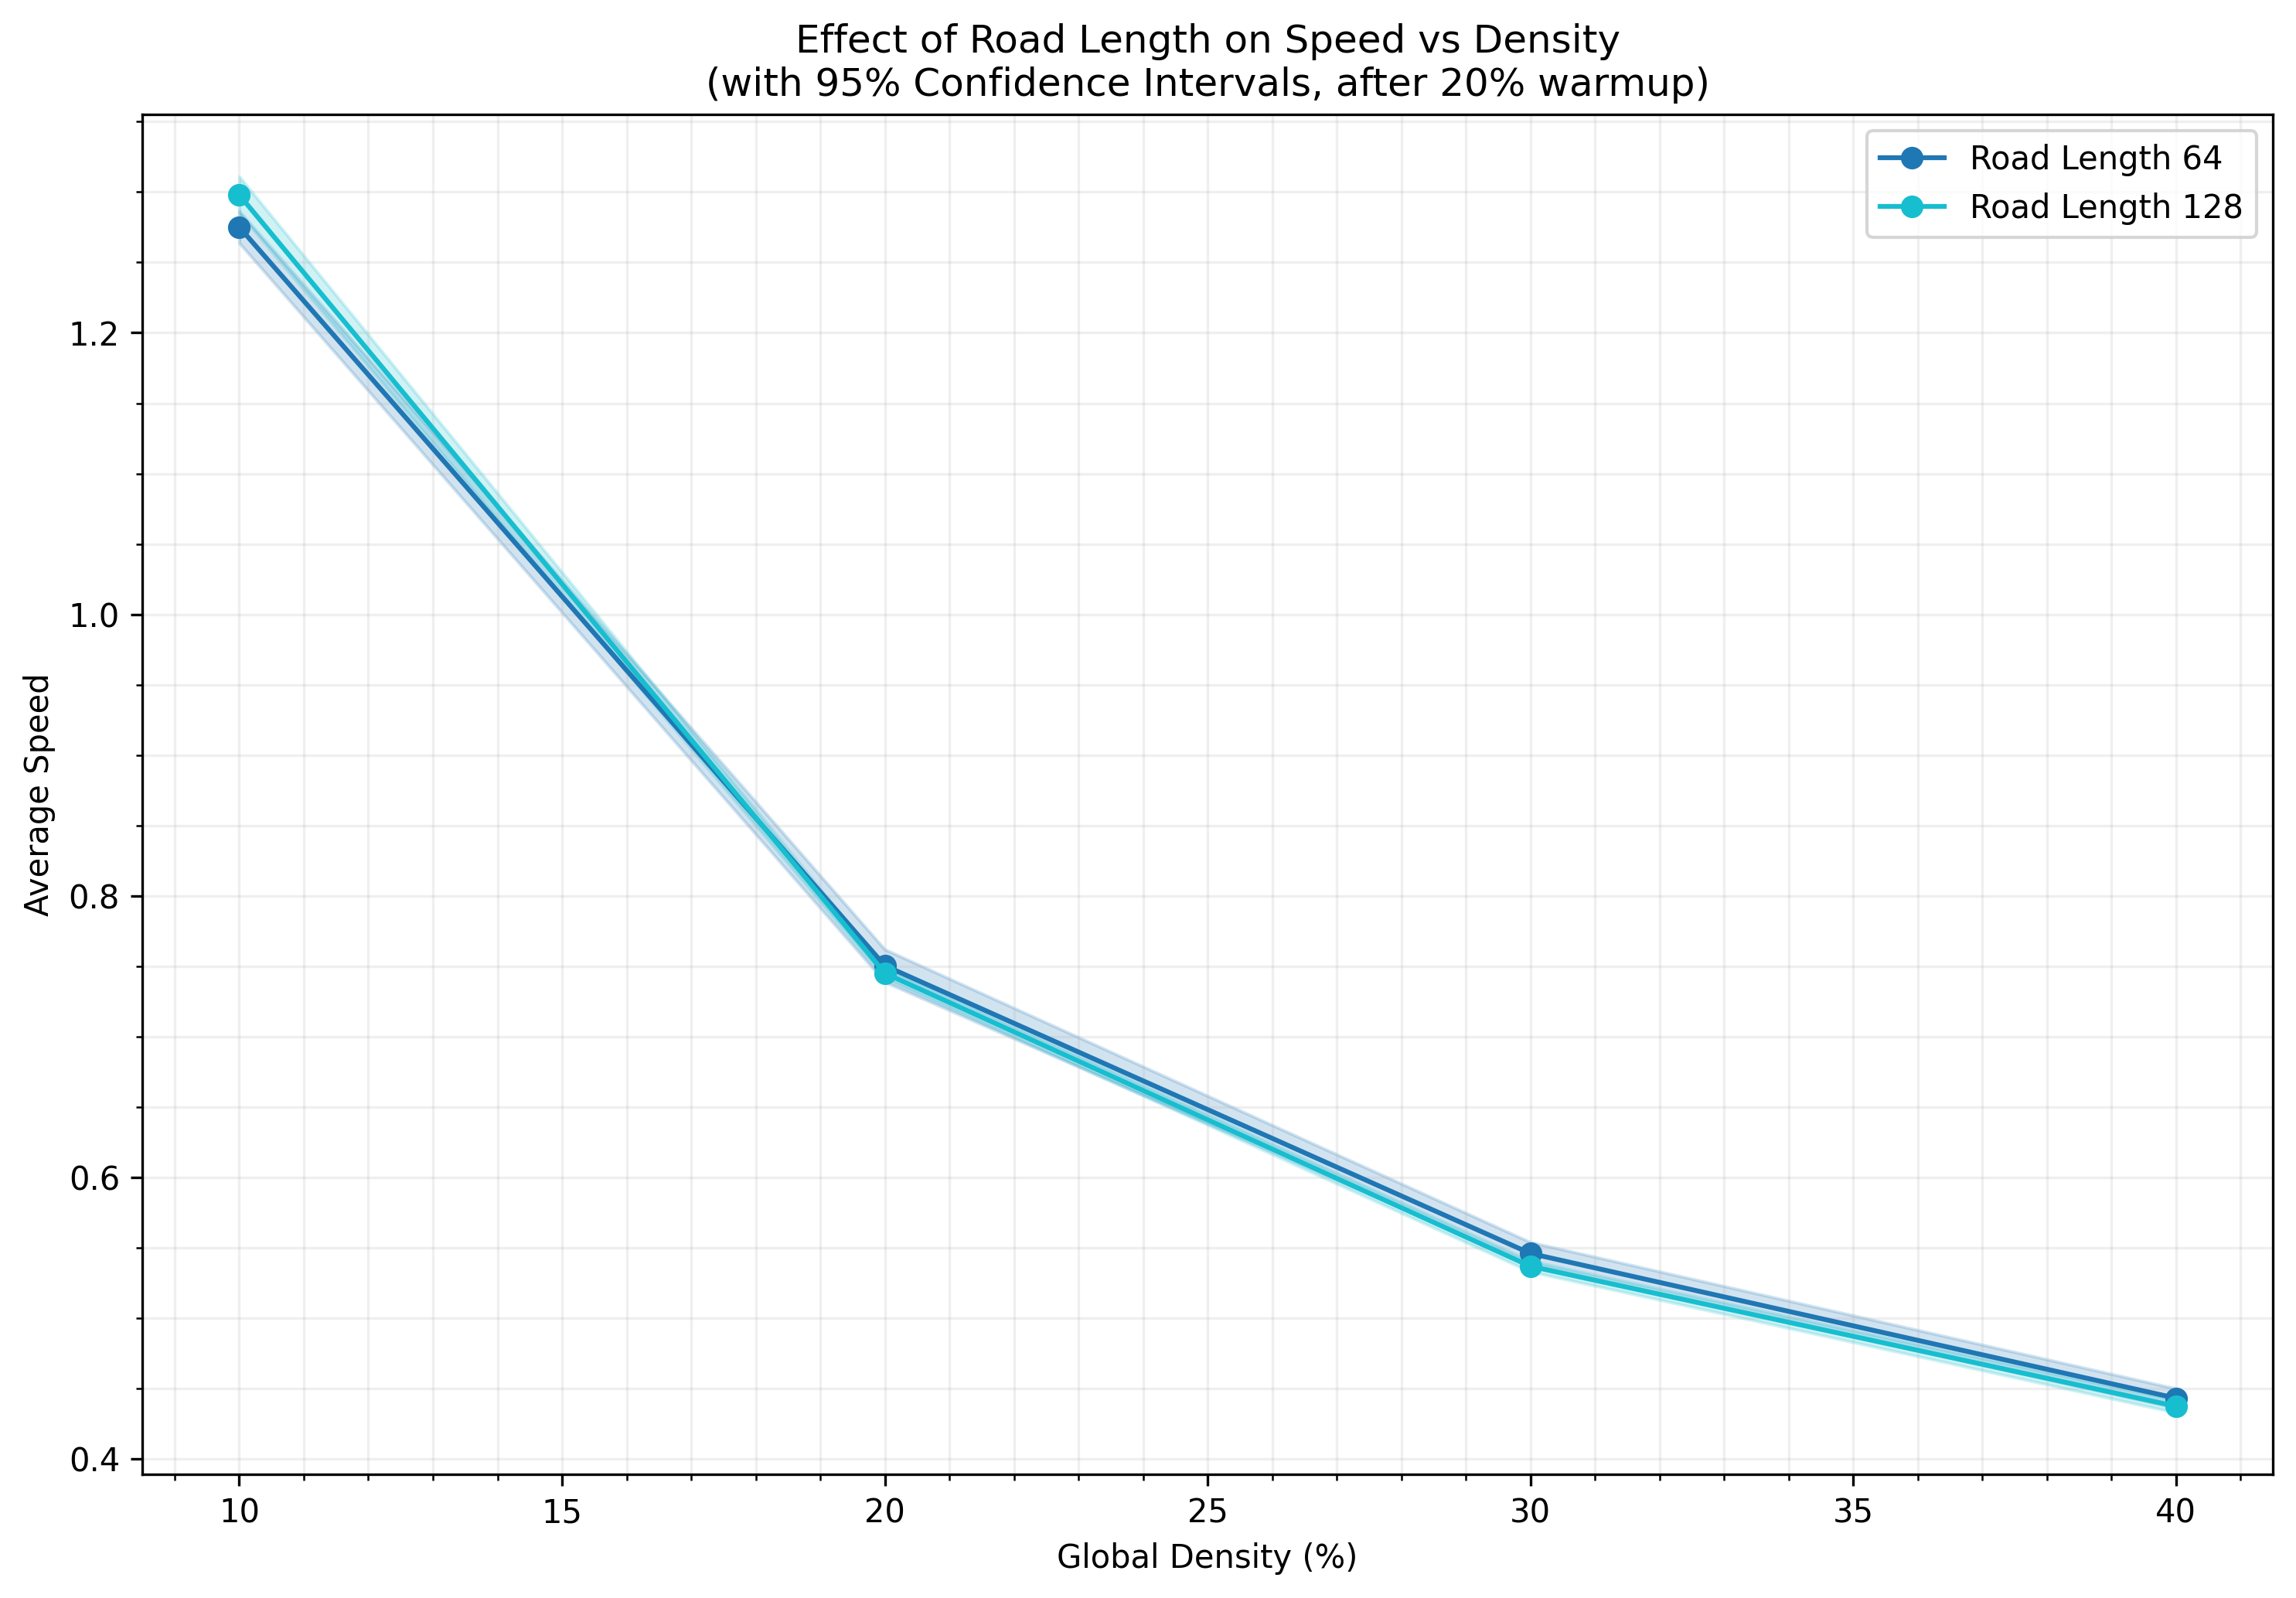 Effect of Road Length on Speed vs Density
(with 95% Confidence Intervals, after 20% warmup)
Road Length 64
Road Length 128
Average Speed
1.2
1.0
0.8
0.6
0.4
10
15
20
25
30
35
40
Global Density (%)